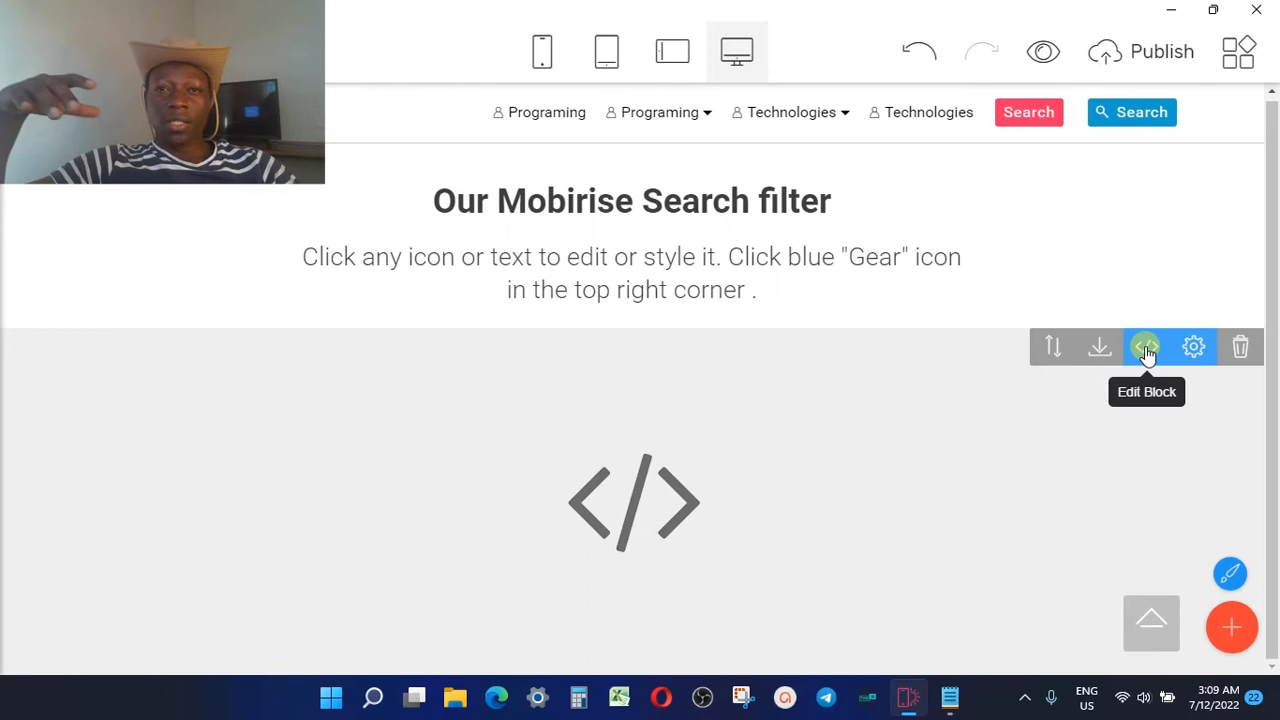 Publish
Programing Programing Technologies Technologies Search Search
Our Mobirise Search filter
Click any icon or text to edit or style it. Click blue "Gear" icon
in the top right corner .
Edit Block
ENG
US
3:09 AM
7/12/2022
22